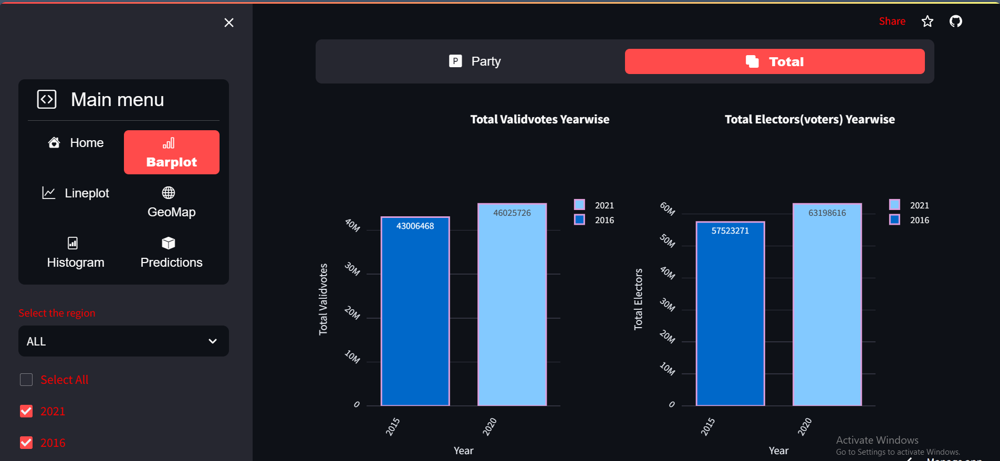 Share
P Party
Total
Main menu
Home
Barplot
Lineplot
GeoMap
Histogram
Predictions
Select the region
ALL
Select All
2021
2016
Total Validvotes Yearwise
43006468
46025726
2021
2016
40M
30M
20M
10M
0
Total Validvotes
2015
2020
Year
Total Electors(voters) Yearwise
57523271
63198616
2021
2016
60M
50M
40M
30M
20M
10M
0
Total Electors
2015
2020
Year
Activate Windows
Go to Settings to activate Windows.